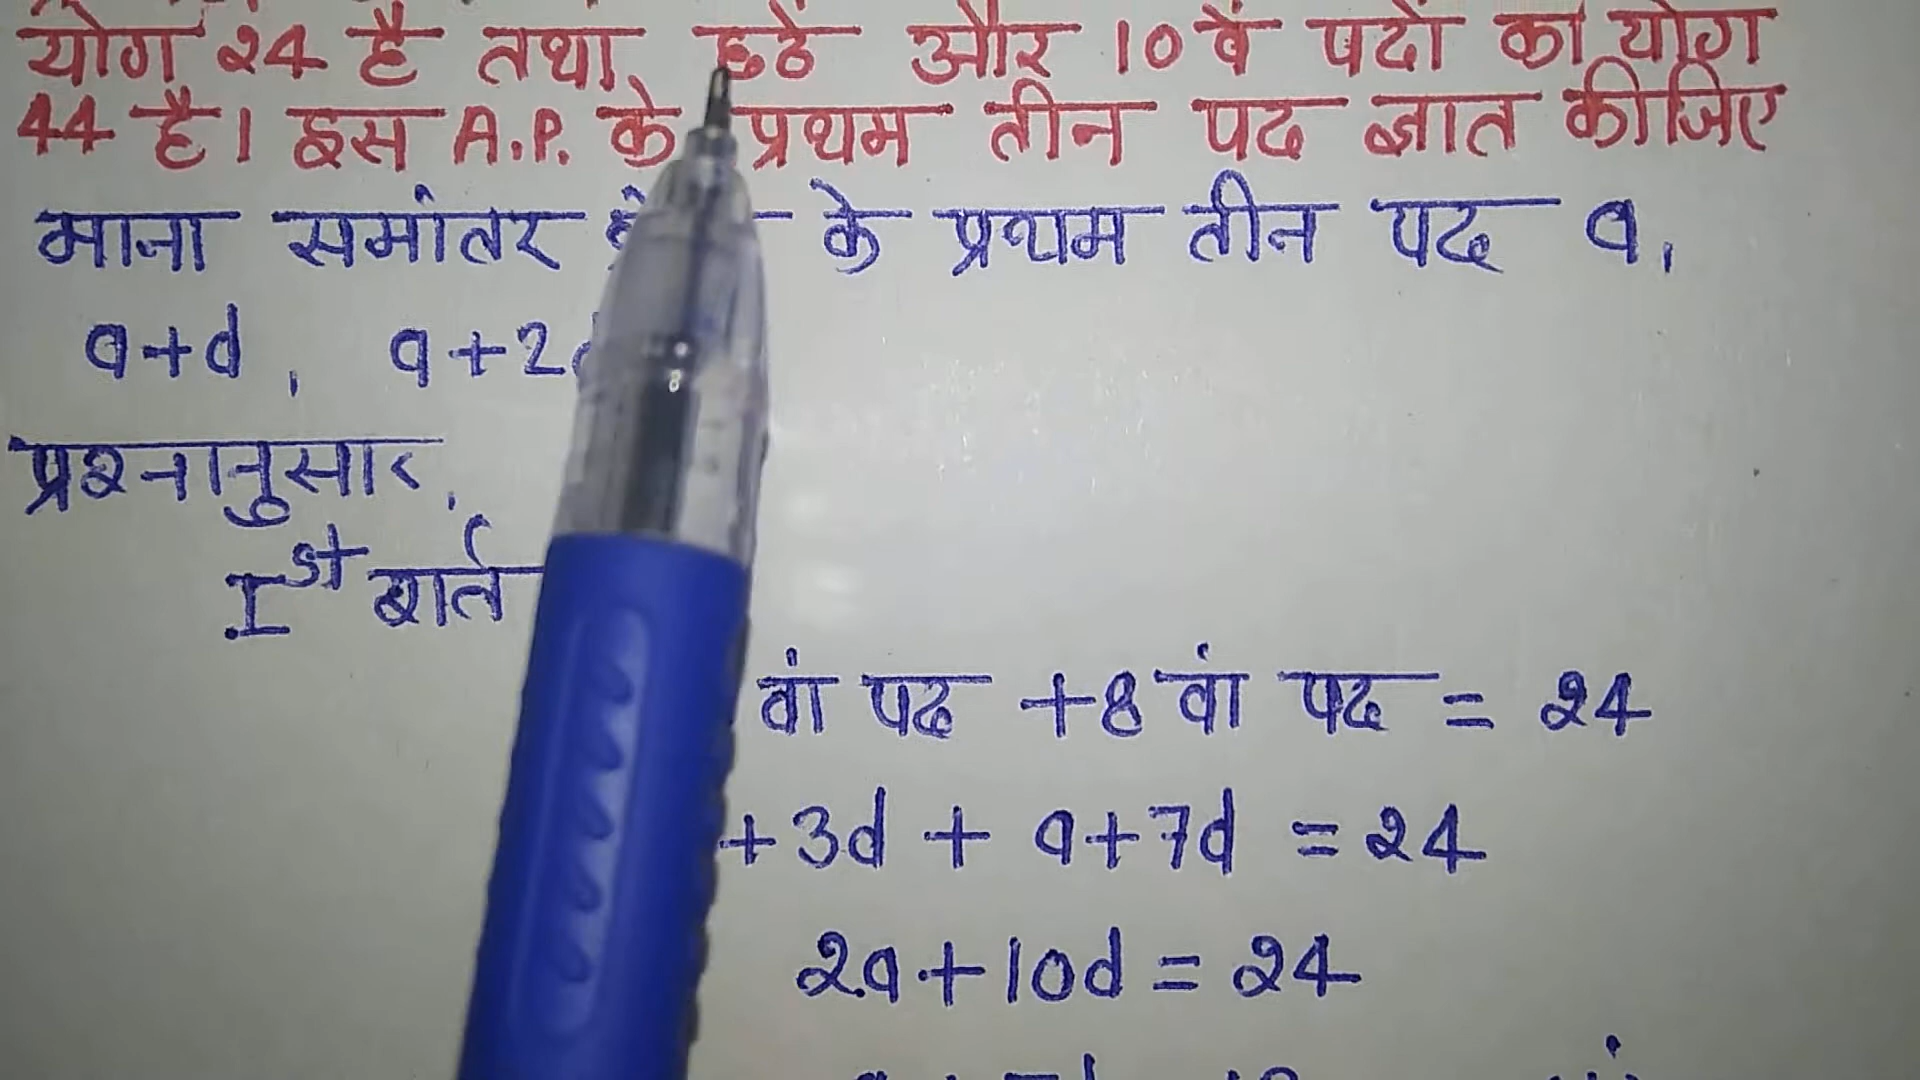 योग 24 है तथा छठे और 10 वें पदों का योग
44 है। इस A.P. के प्रथम तीन पद ज्ञात कीजिए
माना समांतर के प्रथम तीन पद a,
a+d, a+2
प्रश्नानुसार,
Ist शर्त
वां पद +8 वां पद = 24
+3d + a+7d = 24
2a+10d = 24